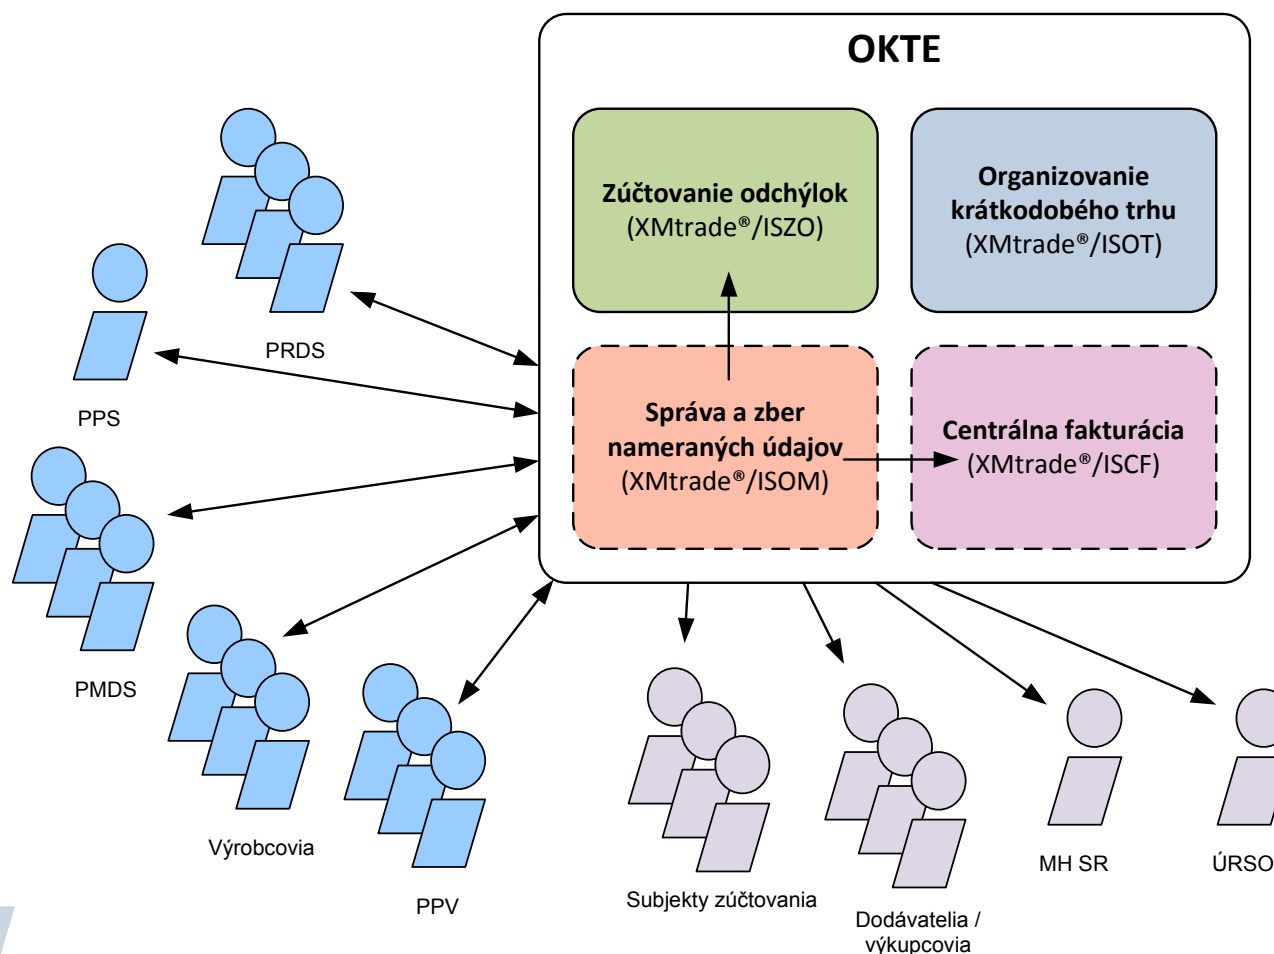 OKTE
Zúčtovanie odchýlok
(XMtrade®/ISZO)
Organizovanie
krátkodobého trhu
(XMtrade®/ISOT)
Správa a zber
nameraných údajov
(XMtrade®/ISOM)
Centrálna fakturácia
(XMtrade®/ISCF)
PRDS
PPS
PMDS
Výrobcovia
PPV
Subjekty zúčtovania
Dodávatelia /
výkupcovia
MH SR
ÚRSO